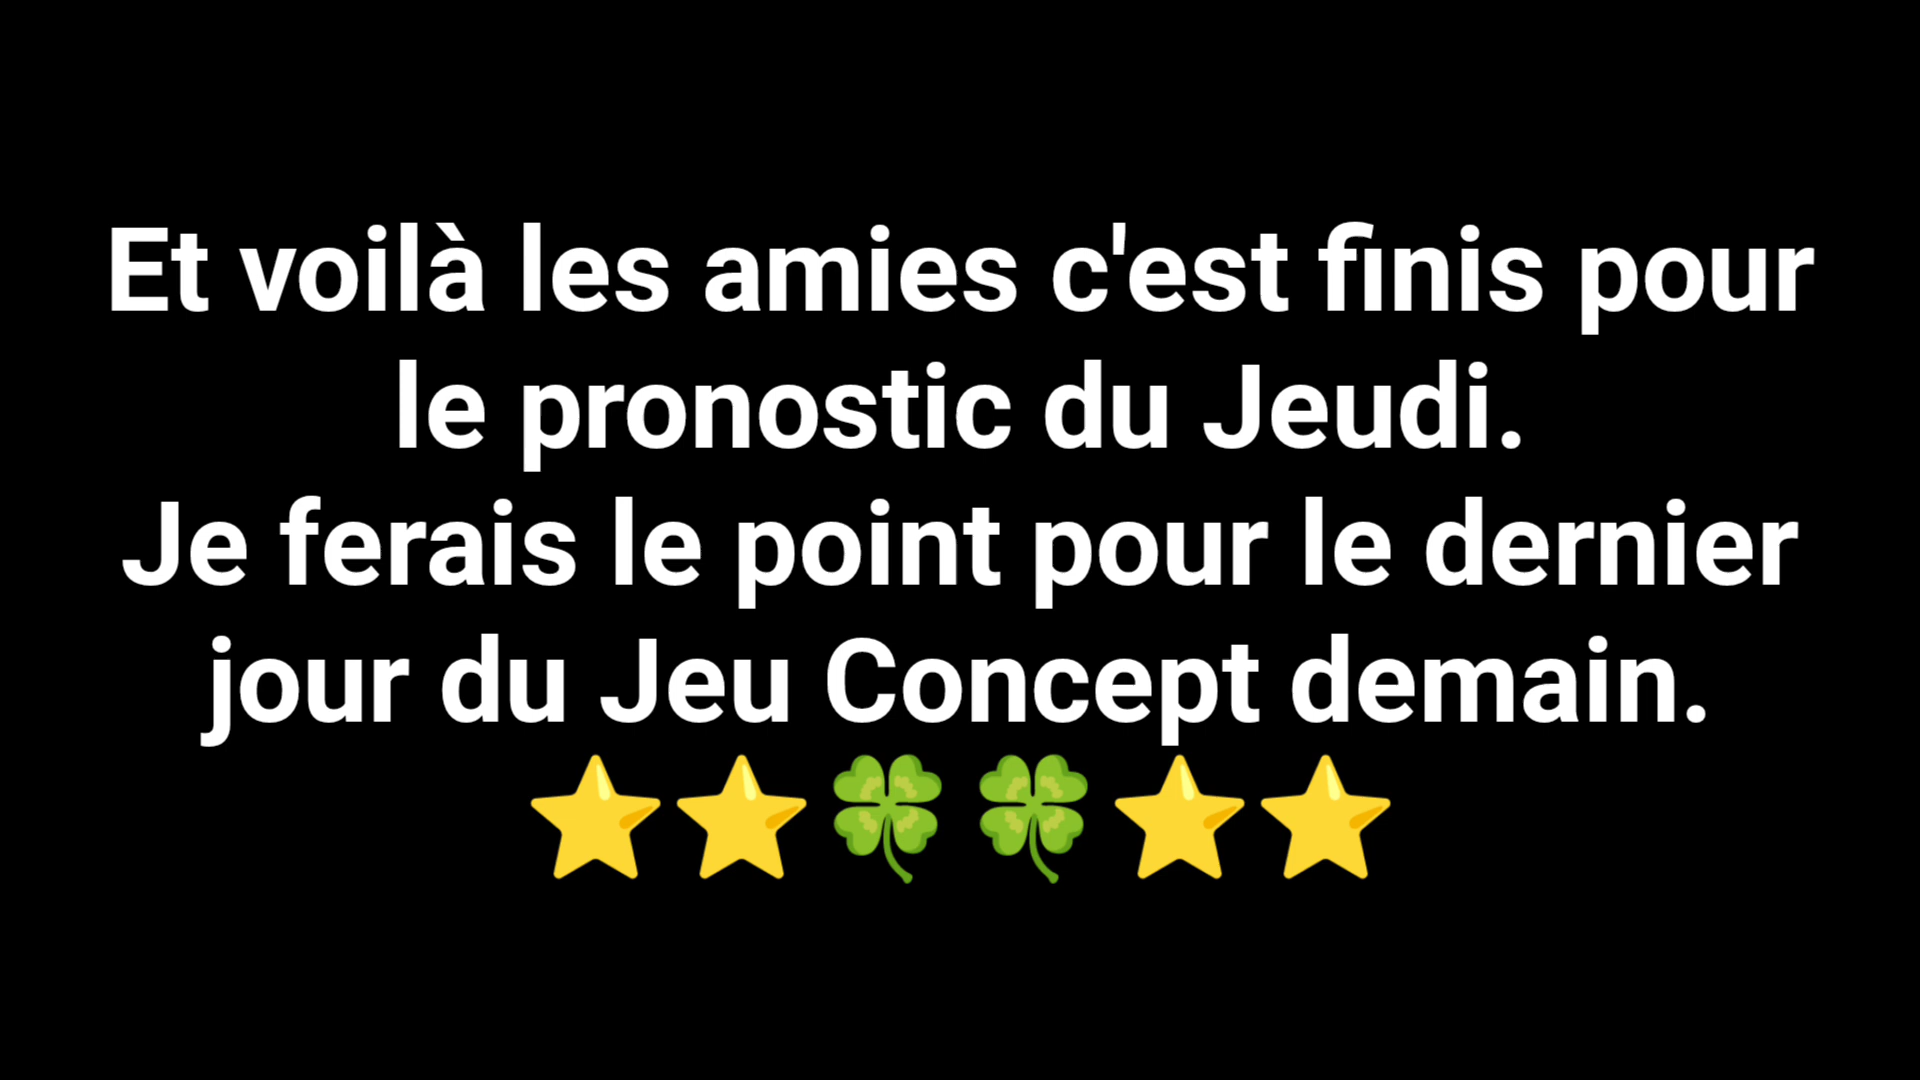 Et voilà les amies c'est finis pour
le pronostic du Jeudi.
Je ferais le point pour le dernier
jour du Jeu Concept demain.
⭐⭐🍀🍀⭐⭐